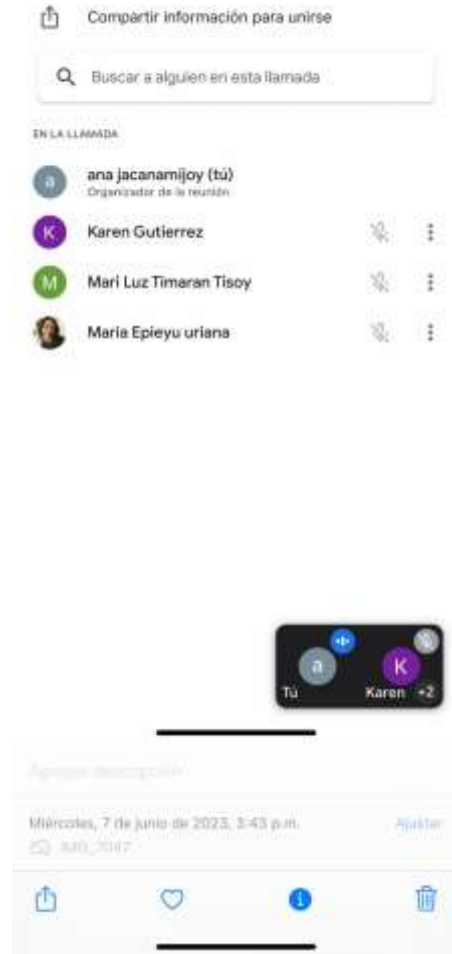 Compartir información para unirse
Buscar a alguien en esta llamada
EN LA LLAMADA
a
ana jacanamijoy (tú)
Organizador de la reunión
K
Karen Gutierrez
M
Mari Luz Timaran Tisoy
Maria Epieyu uriana
a
K
Tú
Karen
+2
Agregar descripción
Miércoles, 7 de junio de 2023, 3:43 p.m.
Ajustar